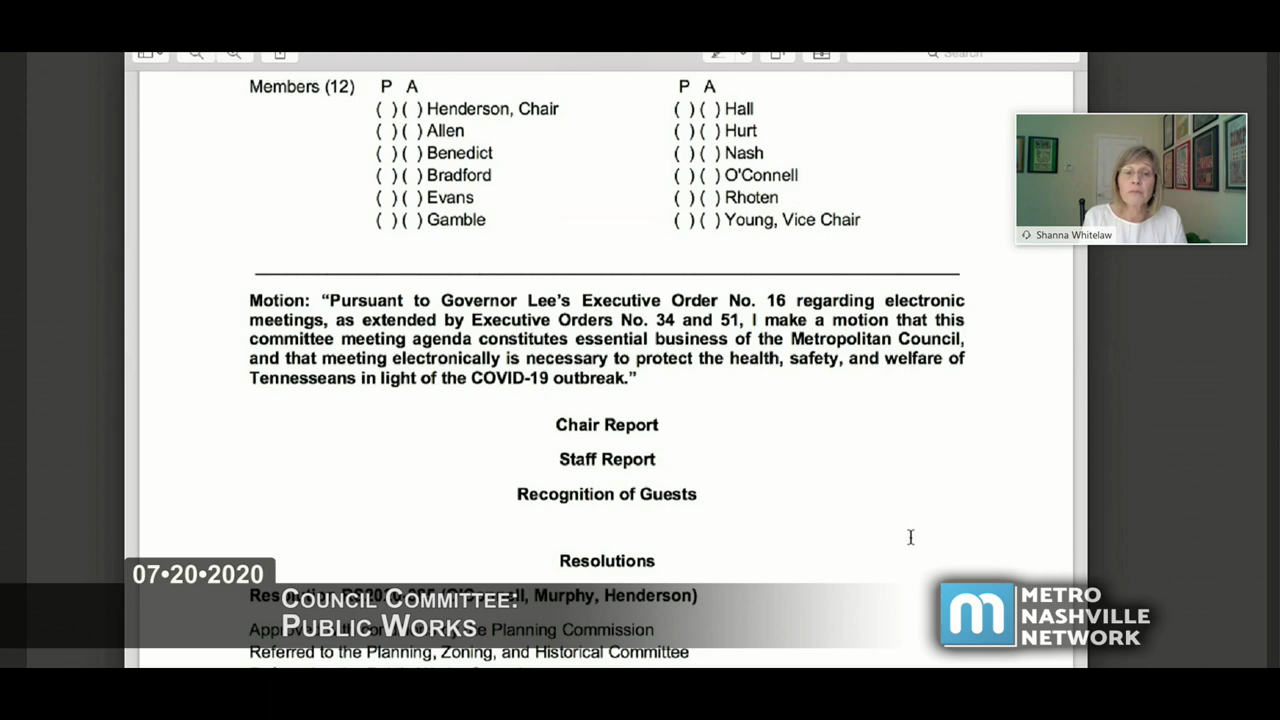 Search
Members (12) P A P A
( ) ( ) Henderson, Chair ( ) ( ) Hall
( ) ( ) Allen ( ) ( ) Hurt
( ) ( ) Benedict ( ) ( ) Nash
( ) ( ) Bradford ( ) ( ) O'Connell
( ) ( ) Evans ( ) ( ) Rhoten
( ) ( ) Gamble ( ) ( ) Young, Vice Chair
Shanna Whitelaw
Motion: “Pursuant to Governor Lee’s Executive Order No. 16 regarding electronic
meetings, as extended by Executive Orders No. 34 and 51, I make a motion that this
committee meeting agenda constitutes essential business of the Metropolitan Council,
and that meeting electronically is necessary to protect the health, safety, and welfare of
Tennesseans in light of the COVID-19 outbreak.”
Chair Report
Staff Report
Recognition of Guests
Resolutions
07•20•2020
Murphy, Henderson)
Council Committee:
Public Works
Planning Commission
Referred to the Planning, Zoning, and Historical Committee
m
METRO
NASHVILLE
NETWORK